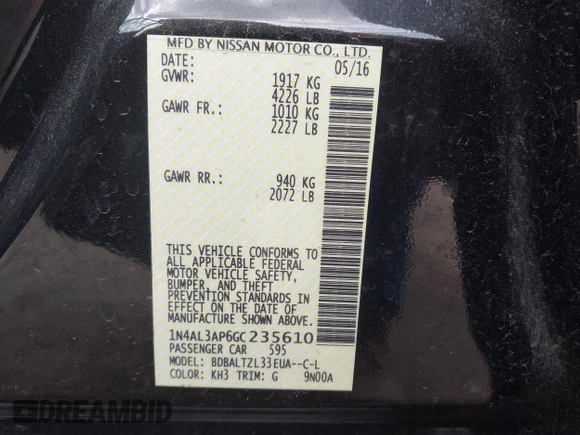 MFD BY NISSAN MOTOR CO., LTD.
DATE: 05/16
GVWR: 1917 KG
4226 LB
GAWR FR.: 1010 KG
2227 LB
GAWR RR.: 940 KG
2072 LB
THIS VEHICLE CONFORMS TO
ALL APPLICABLE FEDERAL
MOTOR VEHICLE SAFETY,
BUMPER, AND THEFT
PREVENTION STANDARDS IN
EFFECT ON THE DATE OF
MANUFACTURE SHOWN ABOVE.
1N4AL3AP6GC235610
PASSENGER CAR 595
MODEL: BDBALTZL33EUA--C-L
COLOR: KH3 TRIM: G 9N00A
DREAMBID